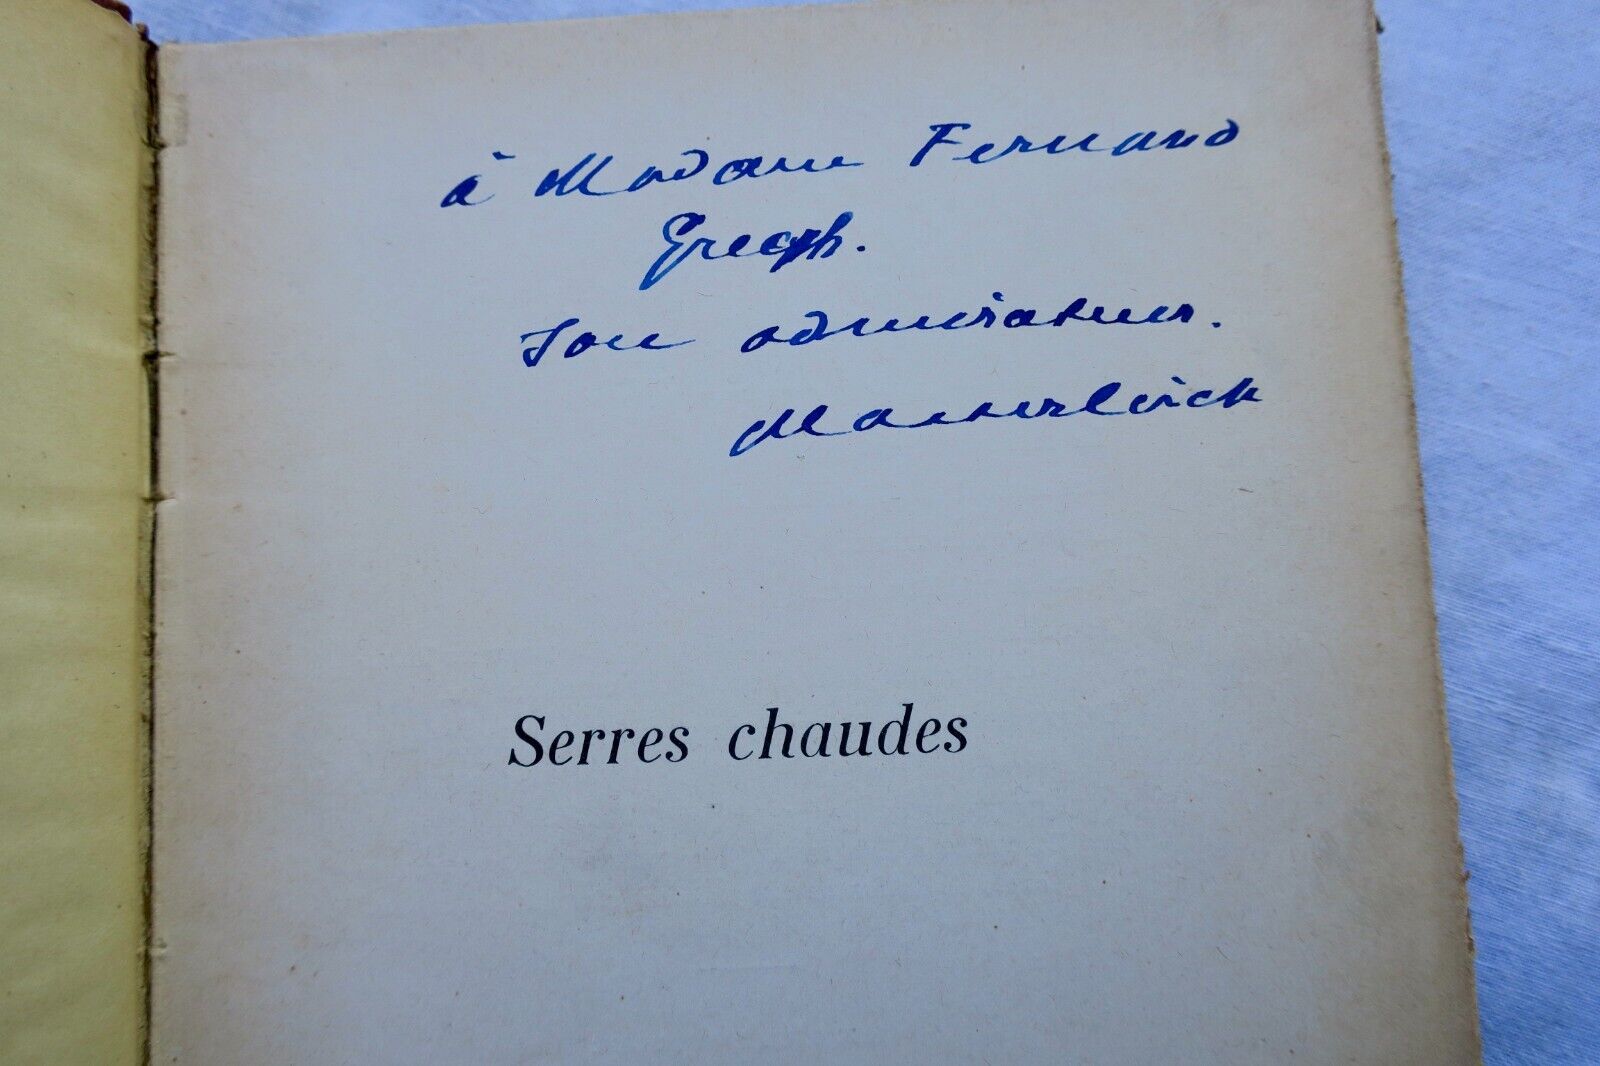 à Madame Fernand
Gregh.
Son admirateur.
Maeterlinck
Serres chaudes